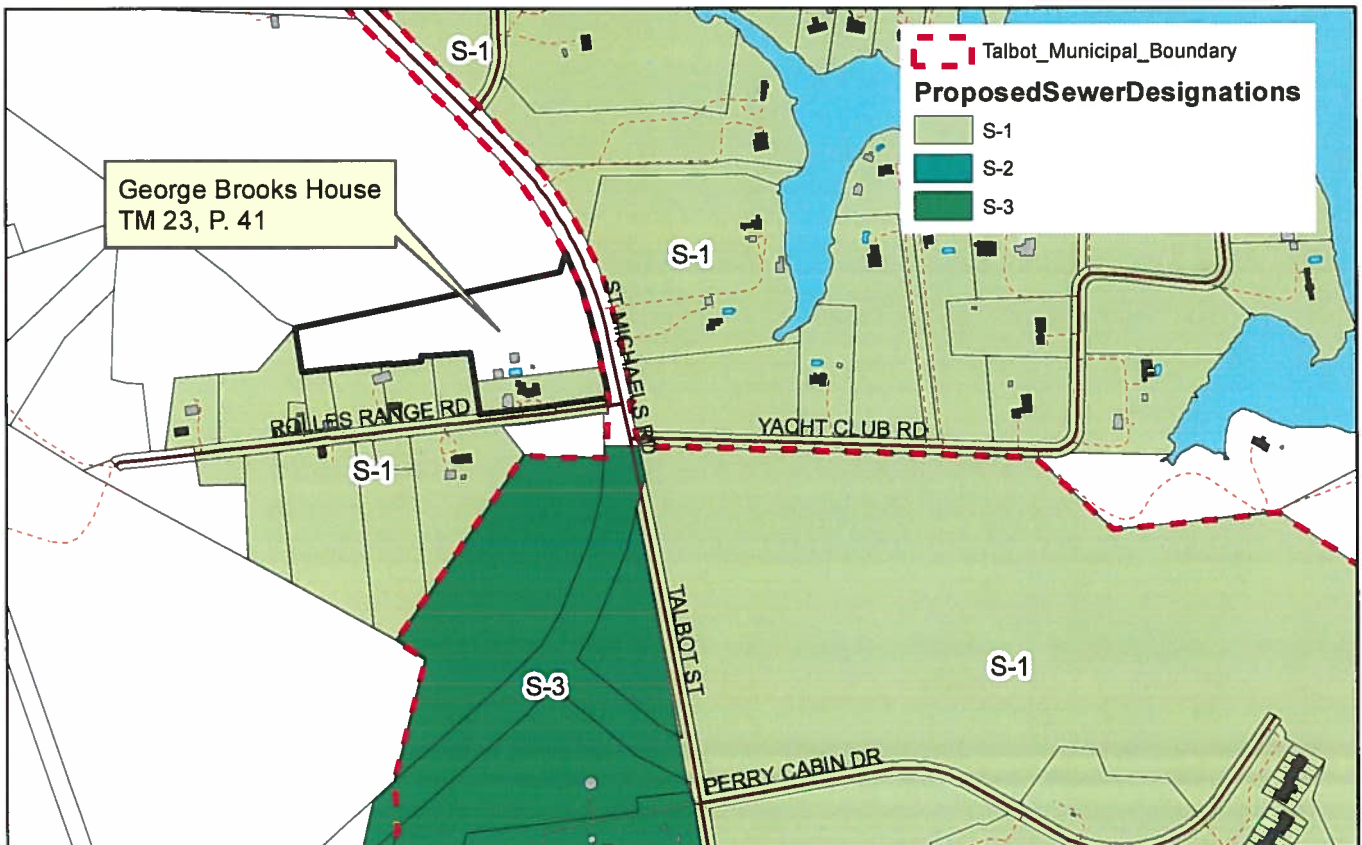 S-1
Talbot_Municipal_Boundary
ProposedSewerDesignations
S-1
S-2
S-3
George Brooks House
TM 23, P. 41
S-1
ST MICHAELS RD
ROLLES RANGE RD
YACHT CLUB RD
S-1
TALBOT ST
S-1
S-3
PERRY CABIN DR